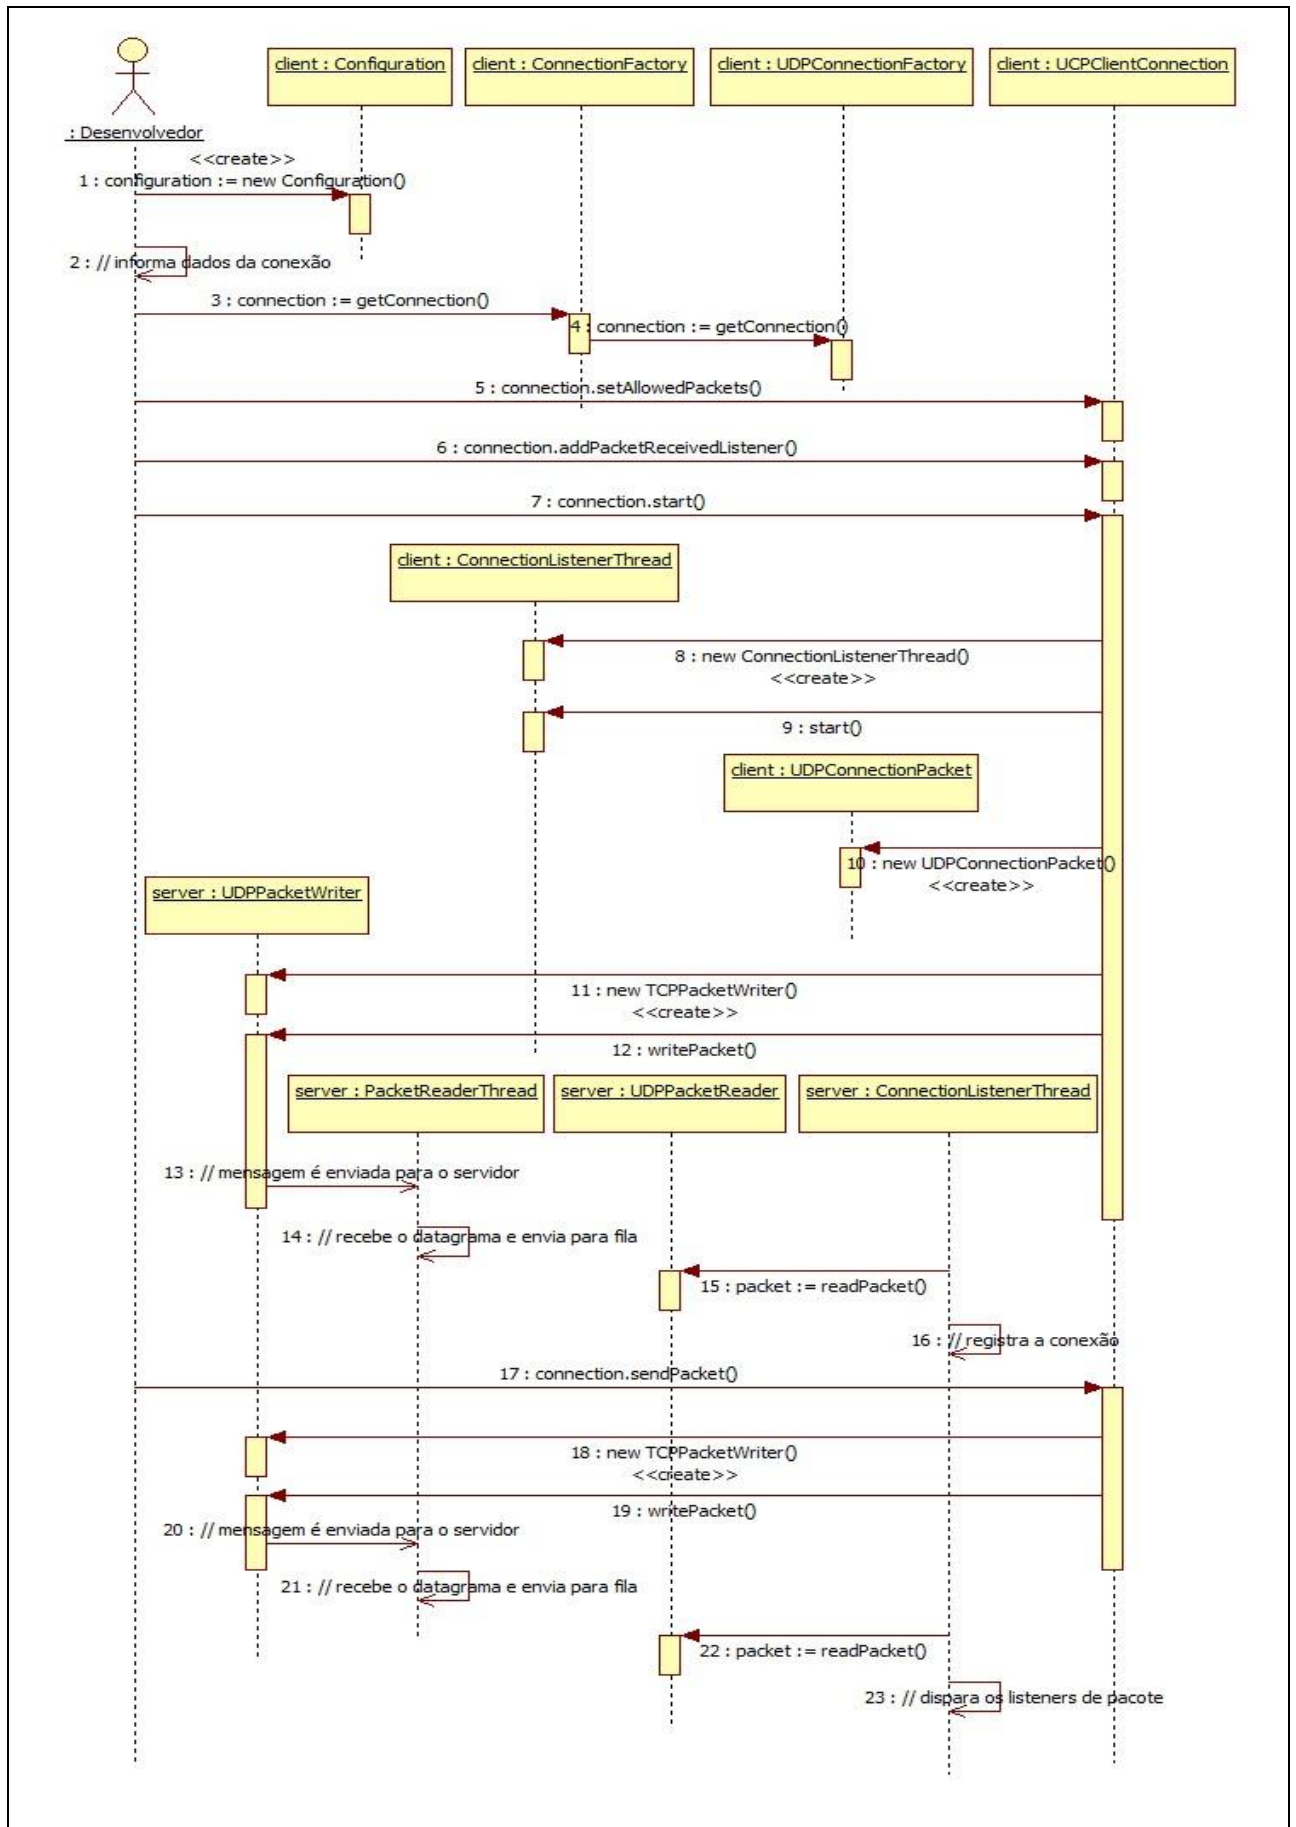 client : Configuration
client : ConnectionFactory
client : UDPConnectionFactory
client : UCPClientConnection
: Desenvolvedor
<<create>>
1 : configuration := new Configuration()
2 : // informa dados da conexão
3 : connection := getConnection()
4 : connection := getConnection()
5 : connection.setAllowedPackets()
6 : connection.addPacketReceivedListener()
7 : connection.start()
client : ConnectionListenerThread
8 : new ConnectionListenerThread()
<<create>>
9 : start()
client : UDPConnectionPacket
10 : new UDPConnectionPacket()
<<create>>
server : UDPPacketWriter
11 : new TCPPacketWriter()
<<create>>
12 : writePacket()
server : PacketReaderThread
server : UDPPacketReader
server : ConnectionListenerThread
13 : // mensagem é enviada para o servidor
14 : // recebe o datagrama e envia para fila
15 : packet := readPacket()
16 : // registra a conexão
17 : connection.sendPacket()
18 : new TCPPacketWriter()
<<create>>
19 : writePacket()
20 : // mensagem é enviada para o servidor
21 : // recebe o datagrama e envia para fila
22 : packet := readPacket()
23 : // dispara os listeners de pacote